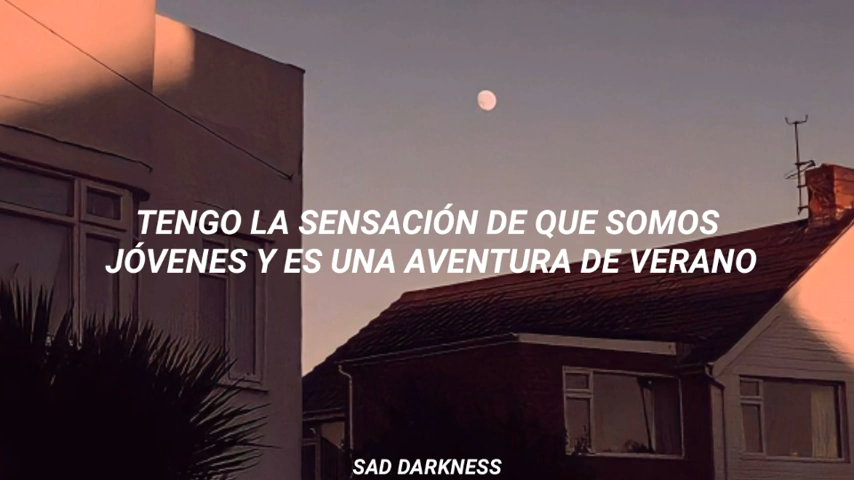 TENGO LA SENSACIÓN DE QUE SOMOS
JÓVENES Y ES UNA AVENTURA DE VERANO
SAD DARKNESS